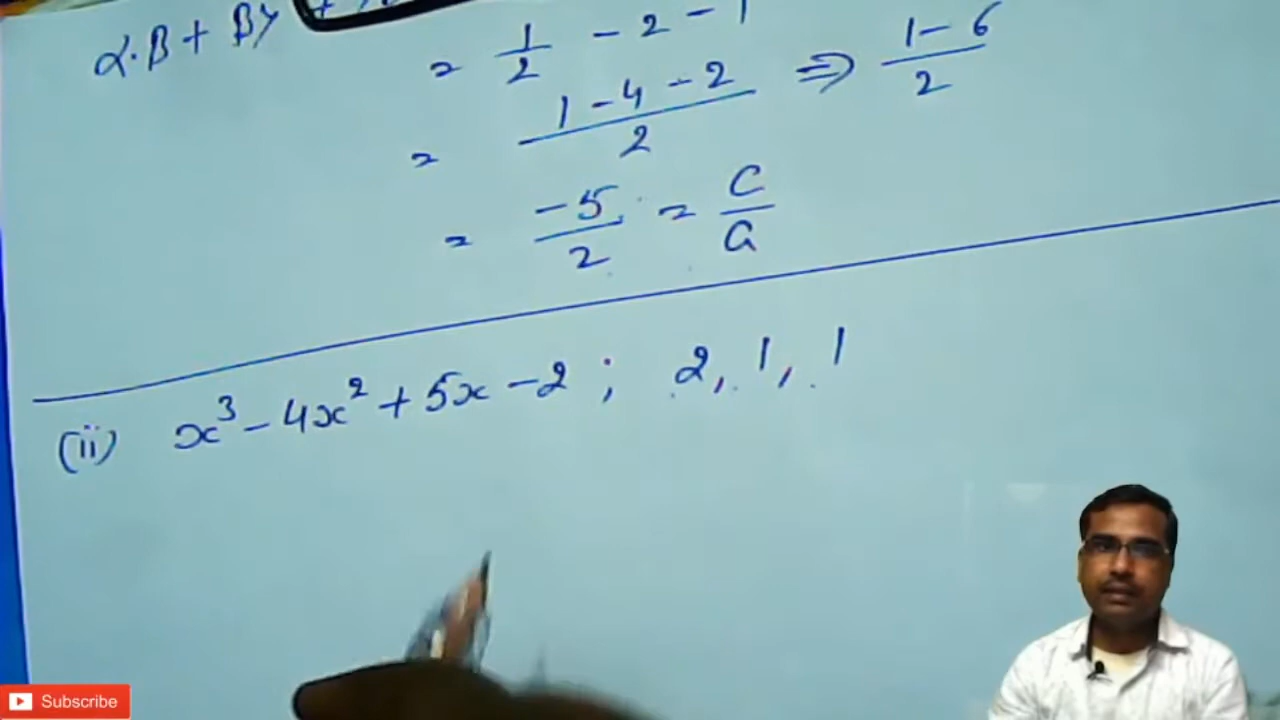 α.β + βγ +
= 1/2 - 2 - 1
= (1 - 4 - 2)/2 ⇒ (1 - 6)/2
= -5/2 = C/a
(ii) x³ - 4x² + 5x - 2 ; 2, 1, 1
Subscribe